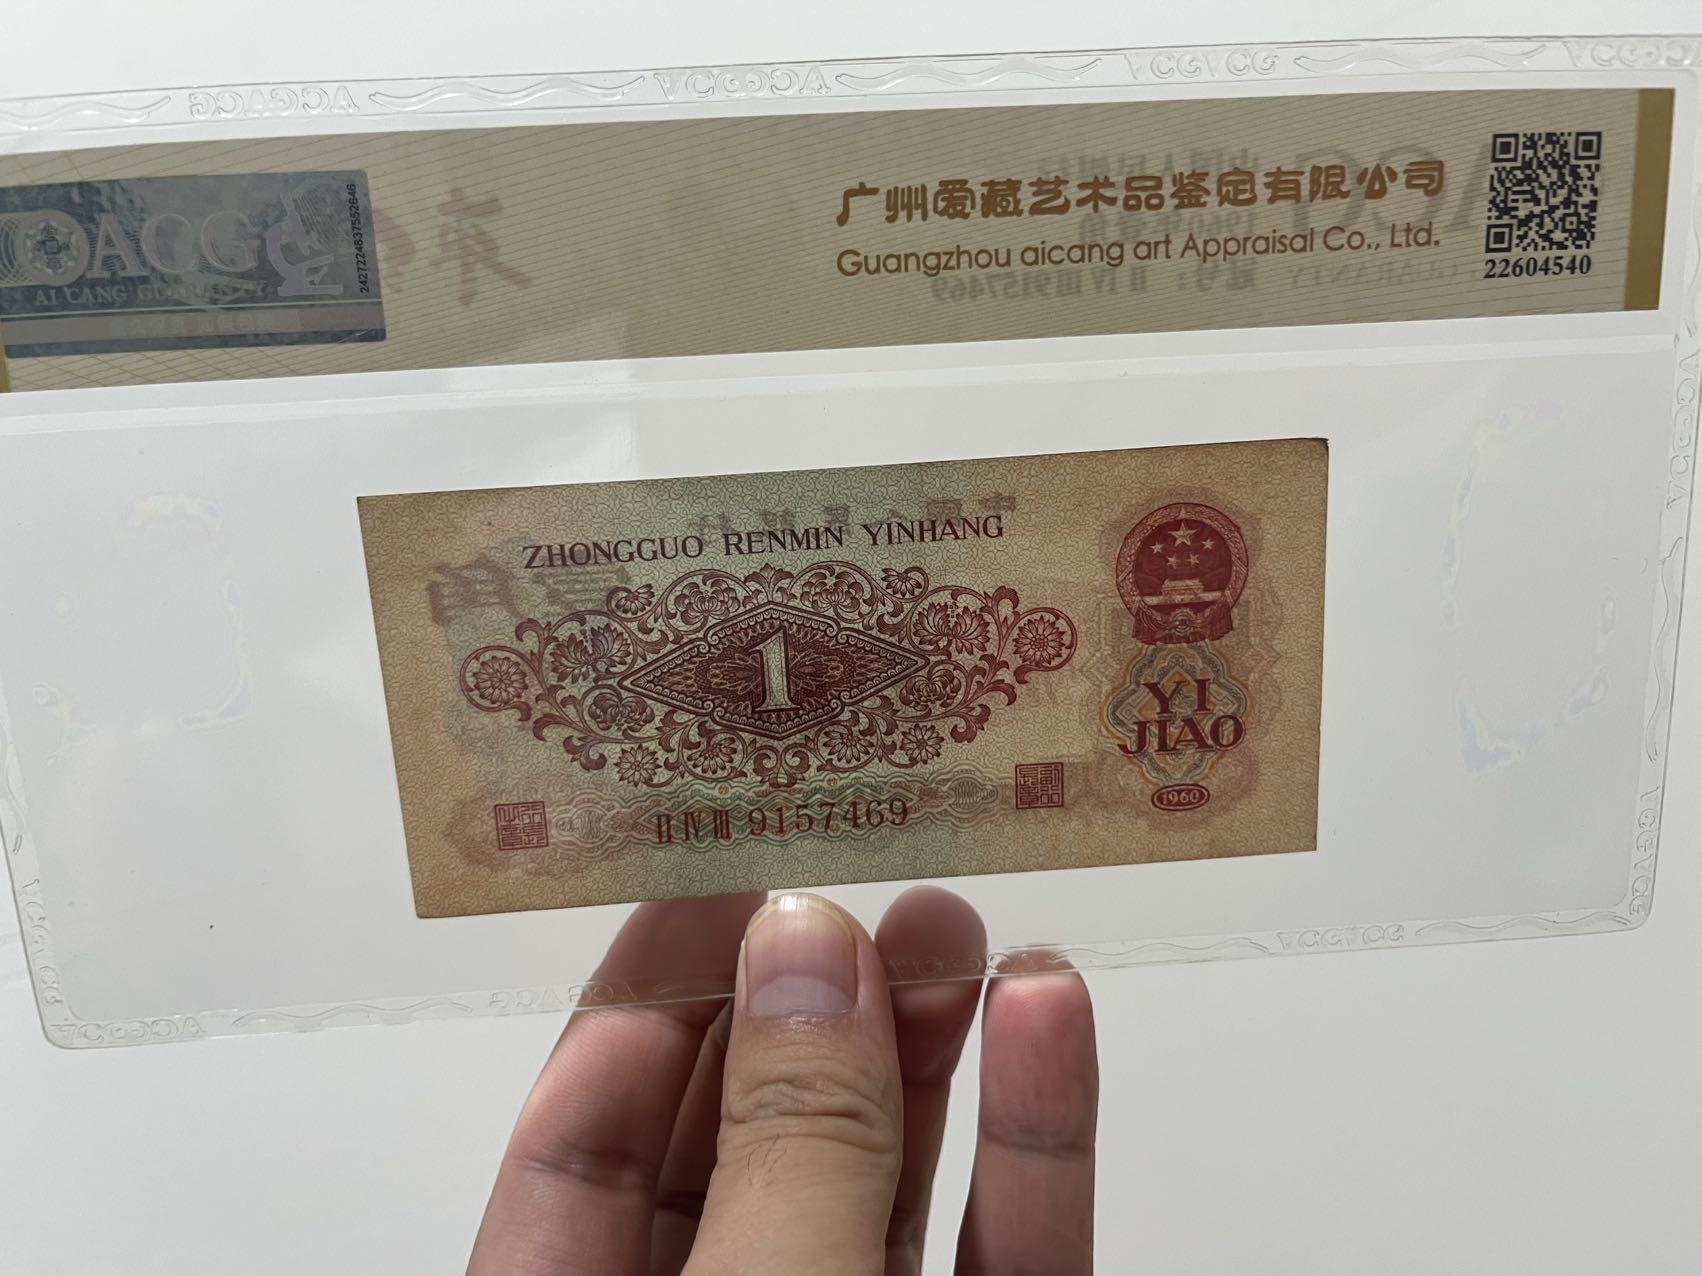 ACG
AI CANG GUARANTY
2427224837552646
广州爱藏艺术品鉴定有限公司
Guangzhou aicang art Appraisal Co., Ltd.
22604540
ZHONGGUO RENMIN YINHANG
1
YI
JIAO
1960
II IV III 9157469